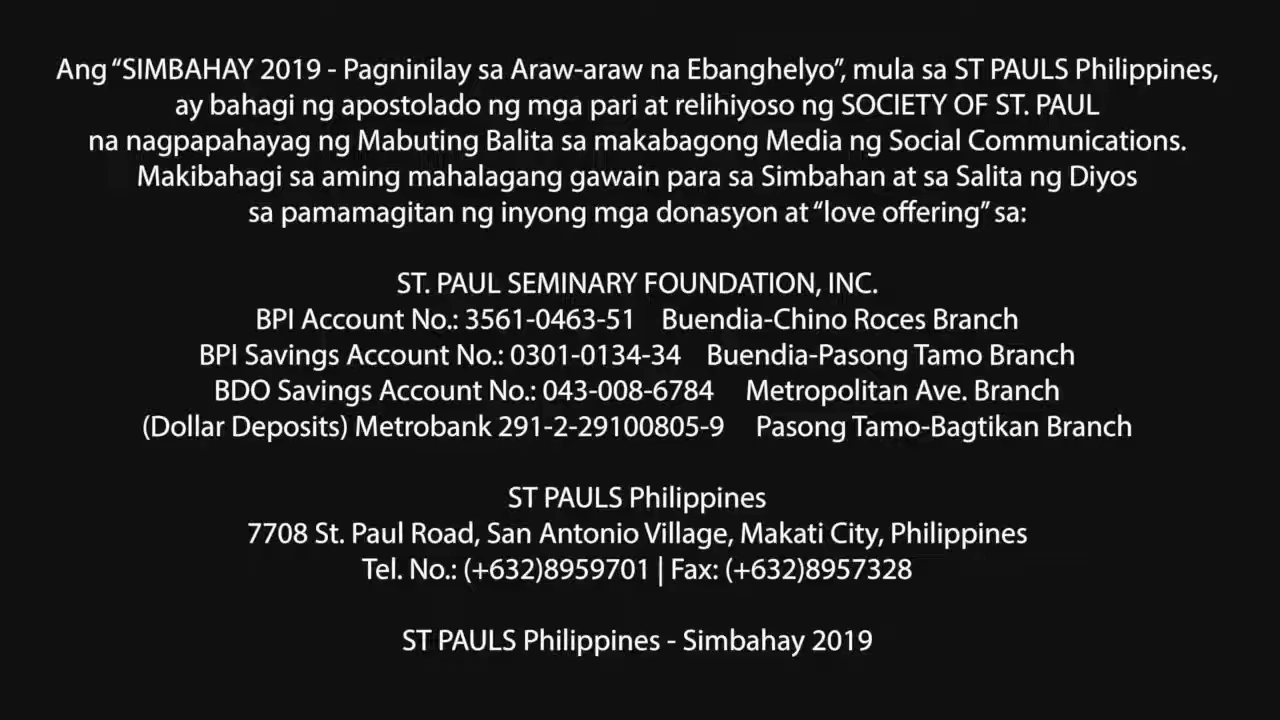 Ang “SIMBAHAY 2019 - Pagninilay sa Araw-araw na Ebanghelyo”, mula sa ST PAULS Philippines,
ay bahagi ng apostolado ng mga pari at relihiyoso ng SOCIETY OF ST. PAUL
na nagpapahayag ng Mabuting Balita sa makabagong Media ng Social Communications.
Makibahagi sa aming mahalagang gawain para sa Simbahan at sa Salita ng Diyos
sa pamamagitan ng inyong mga donasyon at “love offering” sa:
ST. PAUL SEMINARY FOUNDATION, INC.
BPI Account No.: 3561-0463-51 Buendia-Chino Roces Branch
BPI Savings Account No.: 0301-0134-34 Buendia-Pasong Tamo Branch
BDO Savings Account No.: 043-008-6784 Metropolitan Ave. Branch
(Dollar Deposits) Metrobank 291-2-29100805-9 Pasong Tamo-Bagtikan Branch
ST PAULS Philippines
7708 St. Paul Road, San Antonio Village, Makati City, Philippines
Tel. No.: (+632)8959701 | Fax: (+632)8957328
ST PAULS Philippines - Simbahay 2019